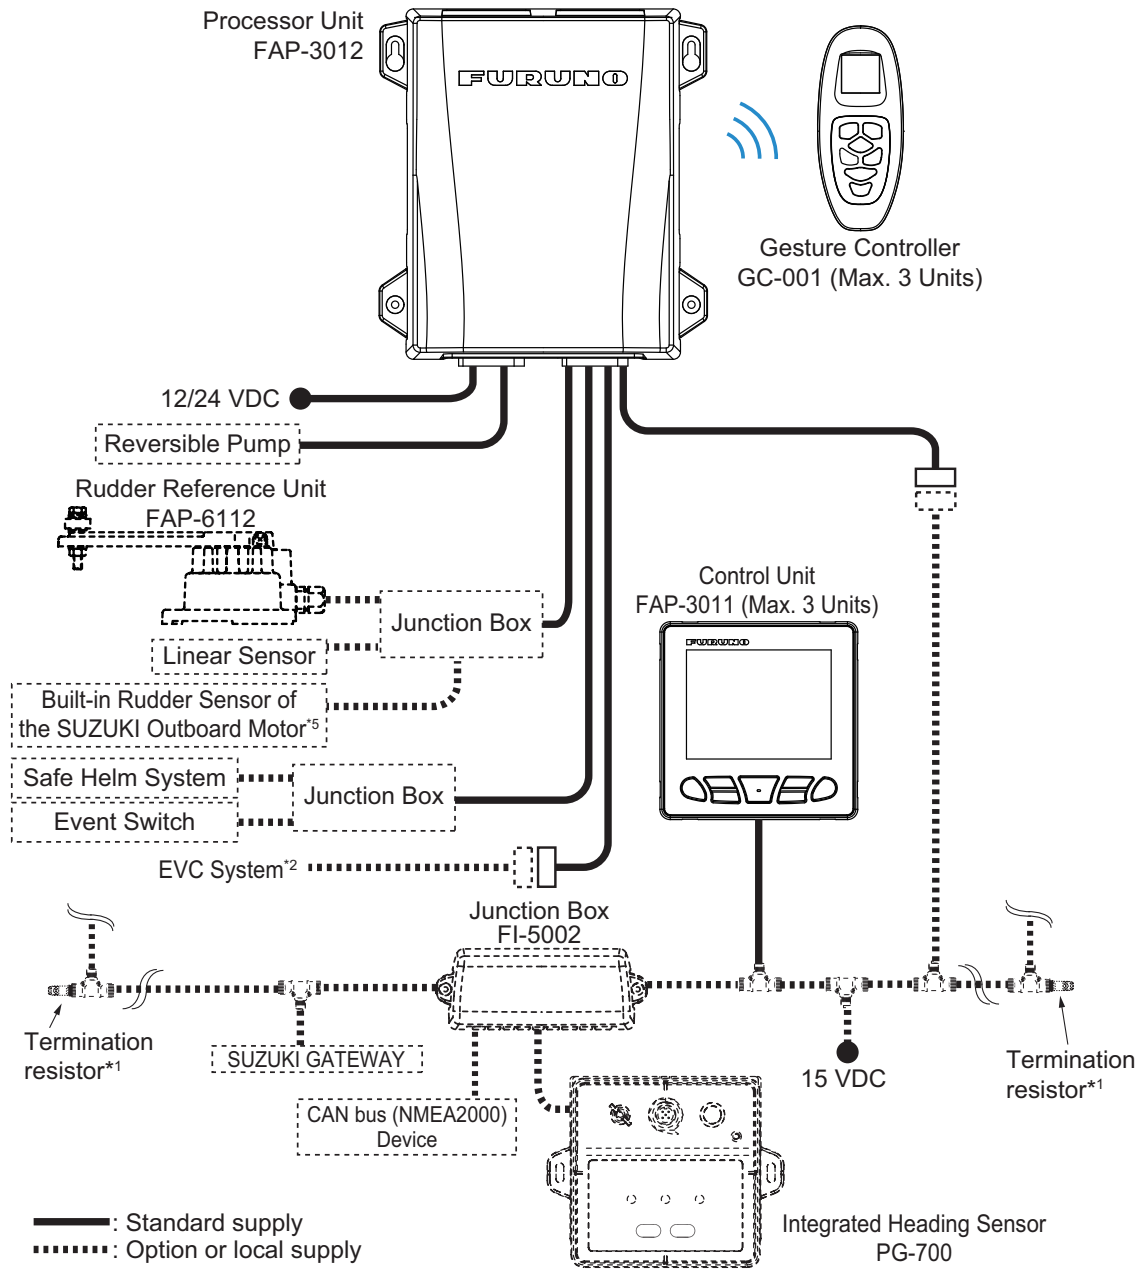 Processor Unit
FAP-3012
FURUNO
Gesture Controller
GC-001 (Max. 3 Units)
12/24 VDC
Reversible Pump
Rudder Reference Unit
FAP-6112
Junction Box
Linear Sensor
Built-in Rudder Sensor of
the SUZUKI Outboard Motor*5
Control Unit
FAP-3011 (Max. 3 Units)
FURUNO
Safe Helm System
Event Switch
Junction Box
EVC System*2
Junction Box
FI-5002
Termination
resistor*1
SUZUKI GATEWAY
CAN bus (NMEA2000)
Device
15 VDC
Termination
resistor*1
Integrated Heading Sensor
PG-700
: Standard supply
: Option or local supply